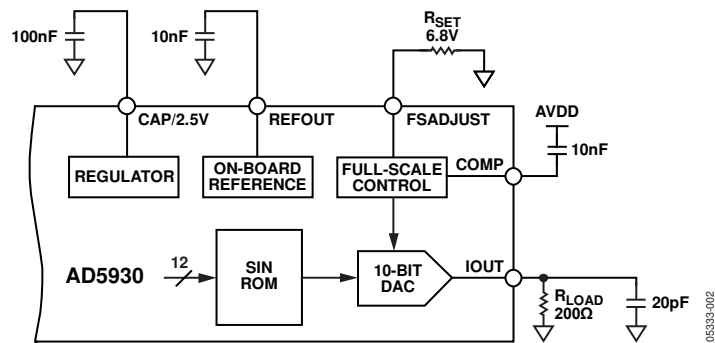 100nF
10nF
RSET
6.8V
CAP/2.5V
REFOUT
FSADJUST
AVDD
10nF
REGULATOR
ON-BOARD
REFERENCE
FULL-SCALE
CONTROL
COMP
AD5930
12
SIN
ROM
10-BIT
DAC
IOUT
RLOAD
200Ω
20pF
05333-002